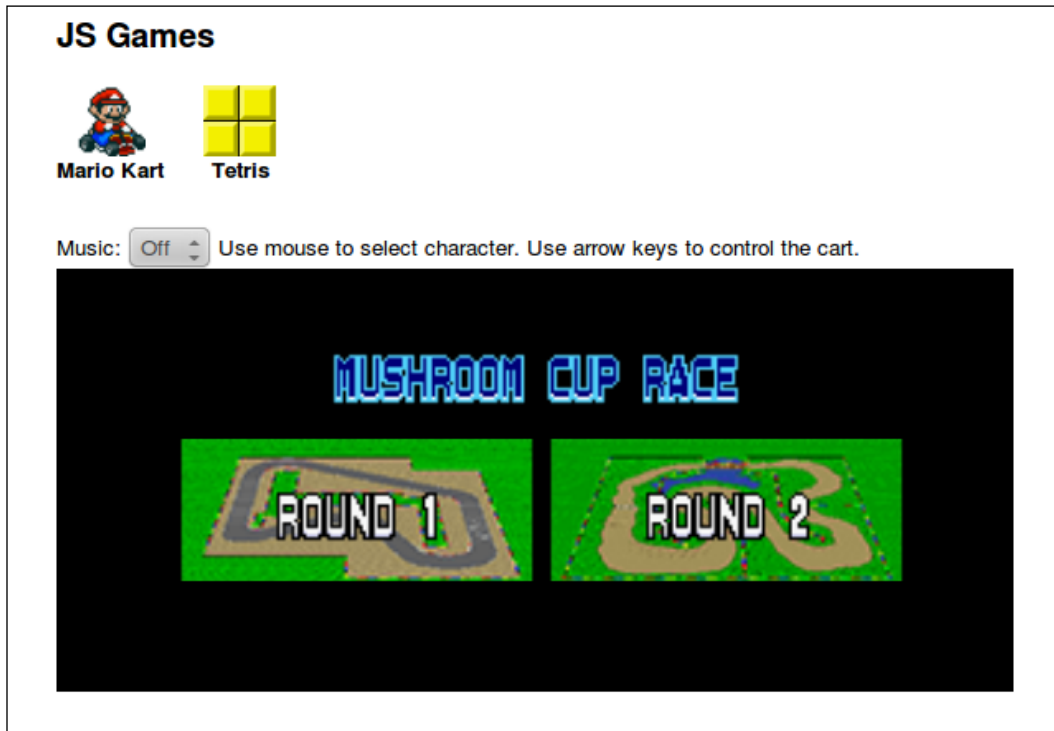 JS Games
Mario Kart Tetris
Music: Off Use mouse to select character. Use arrow keys to control the cart.
MUSHROOM CUP RACE
ROUND 1 ROUND 2